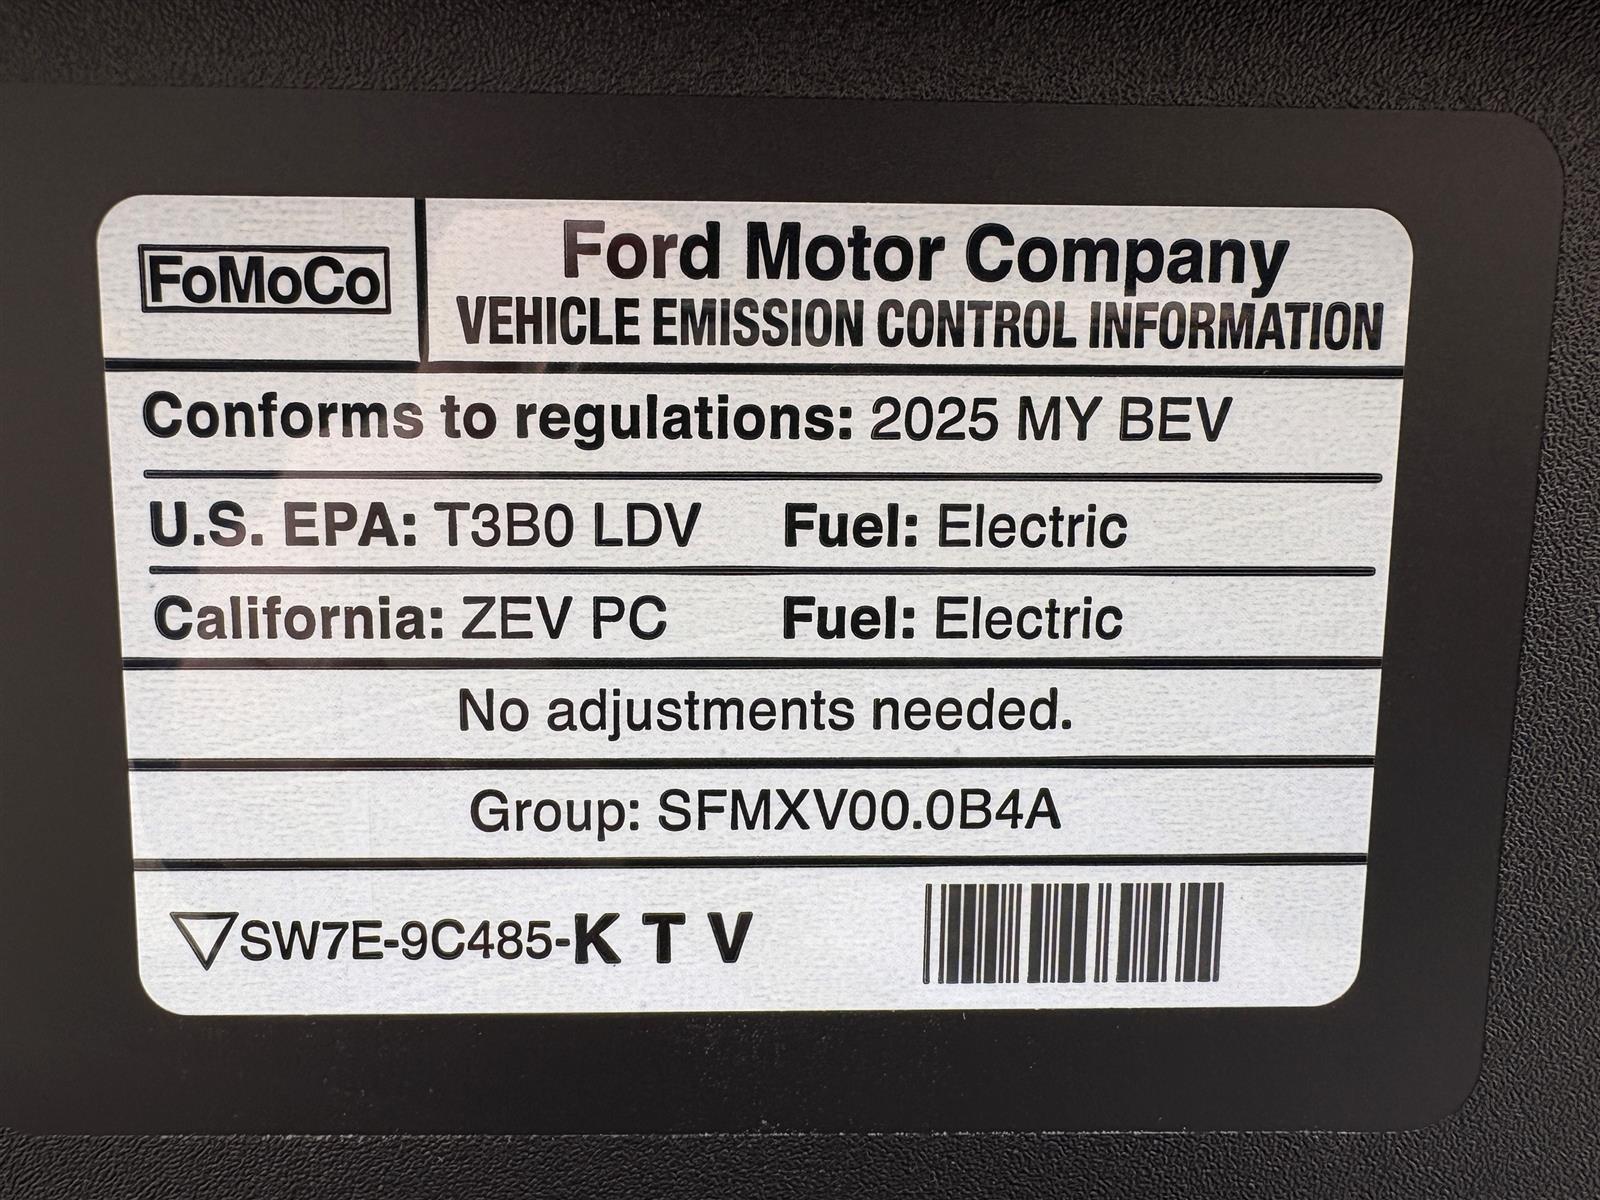 FoMoCo
Ford Motor Company
VEHICLE EMISSION CONTROL INFORMATION
Conforms to regulations: 2025 MY BEV
U.S. EPA: T3B0 LDV Fuel: Electric
California: ZEV PC Fuel: Electric
No adjustments needed.
Group: SFMXV00.0B4A
SW7E-9C485-K T V